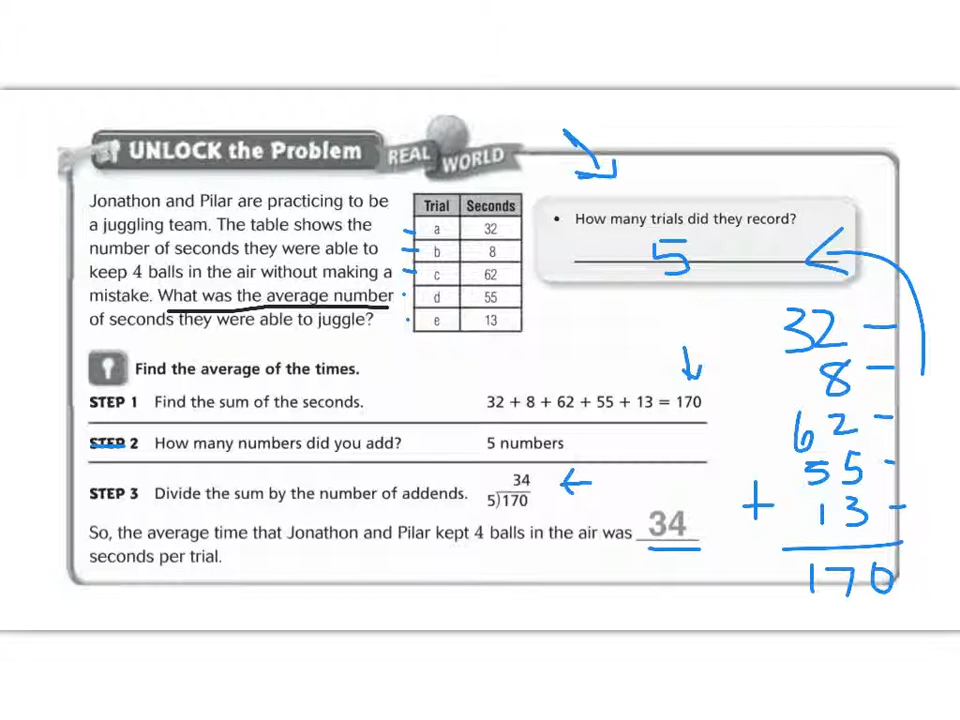 UNLOCK the Problem REAL WORLD
Jonathon and Pilar are practicing to be
a juggling team. The table shows the
number of seconds they were able to
keep 4 balls in the air without making a
mistake. What was the average number
of seconds they were able to juggle?
Trial Seconds
a 32
b 8
c 62
d 55
e 13
• How many trials did they record?
5
Find the average of the times.
STEP 1 Find the sum of the seconds. 32 + 8 + 62 + 55 + 13 = 170
STEP 2 How many numbers did you add? 5 numbers
34
STEP 3 Divide the sum by the number of addends. 5)170
So, the average time that Jonathon and Pilar kept 4 balls in the air was 34
seconds per trial.
32
8
62
55
+ 13
170